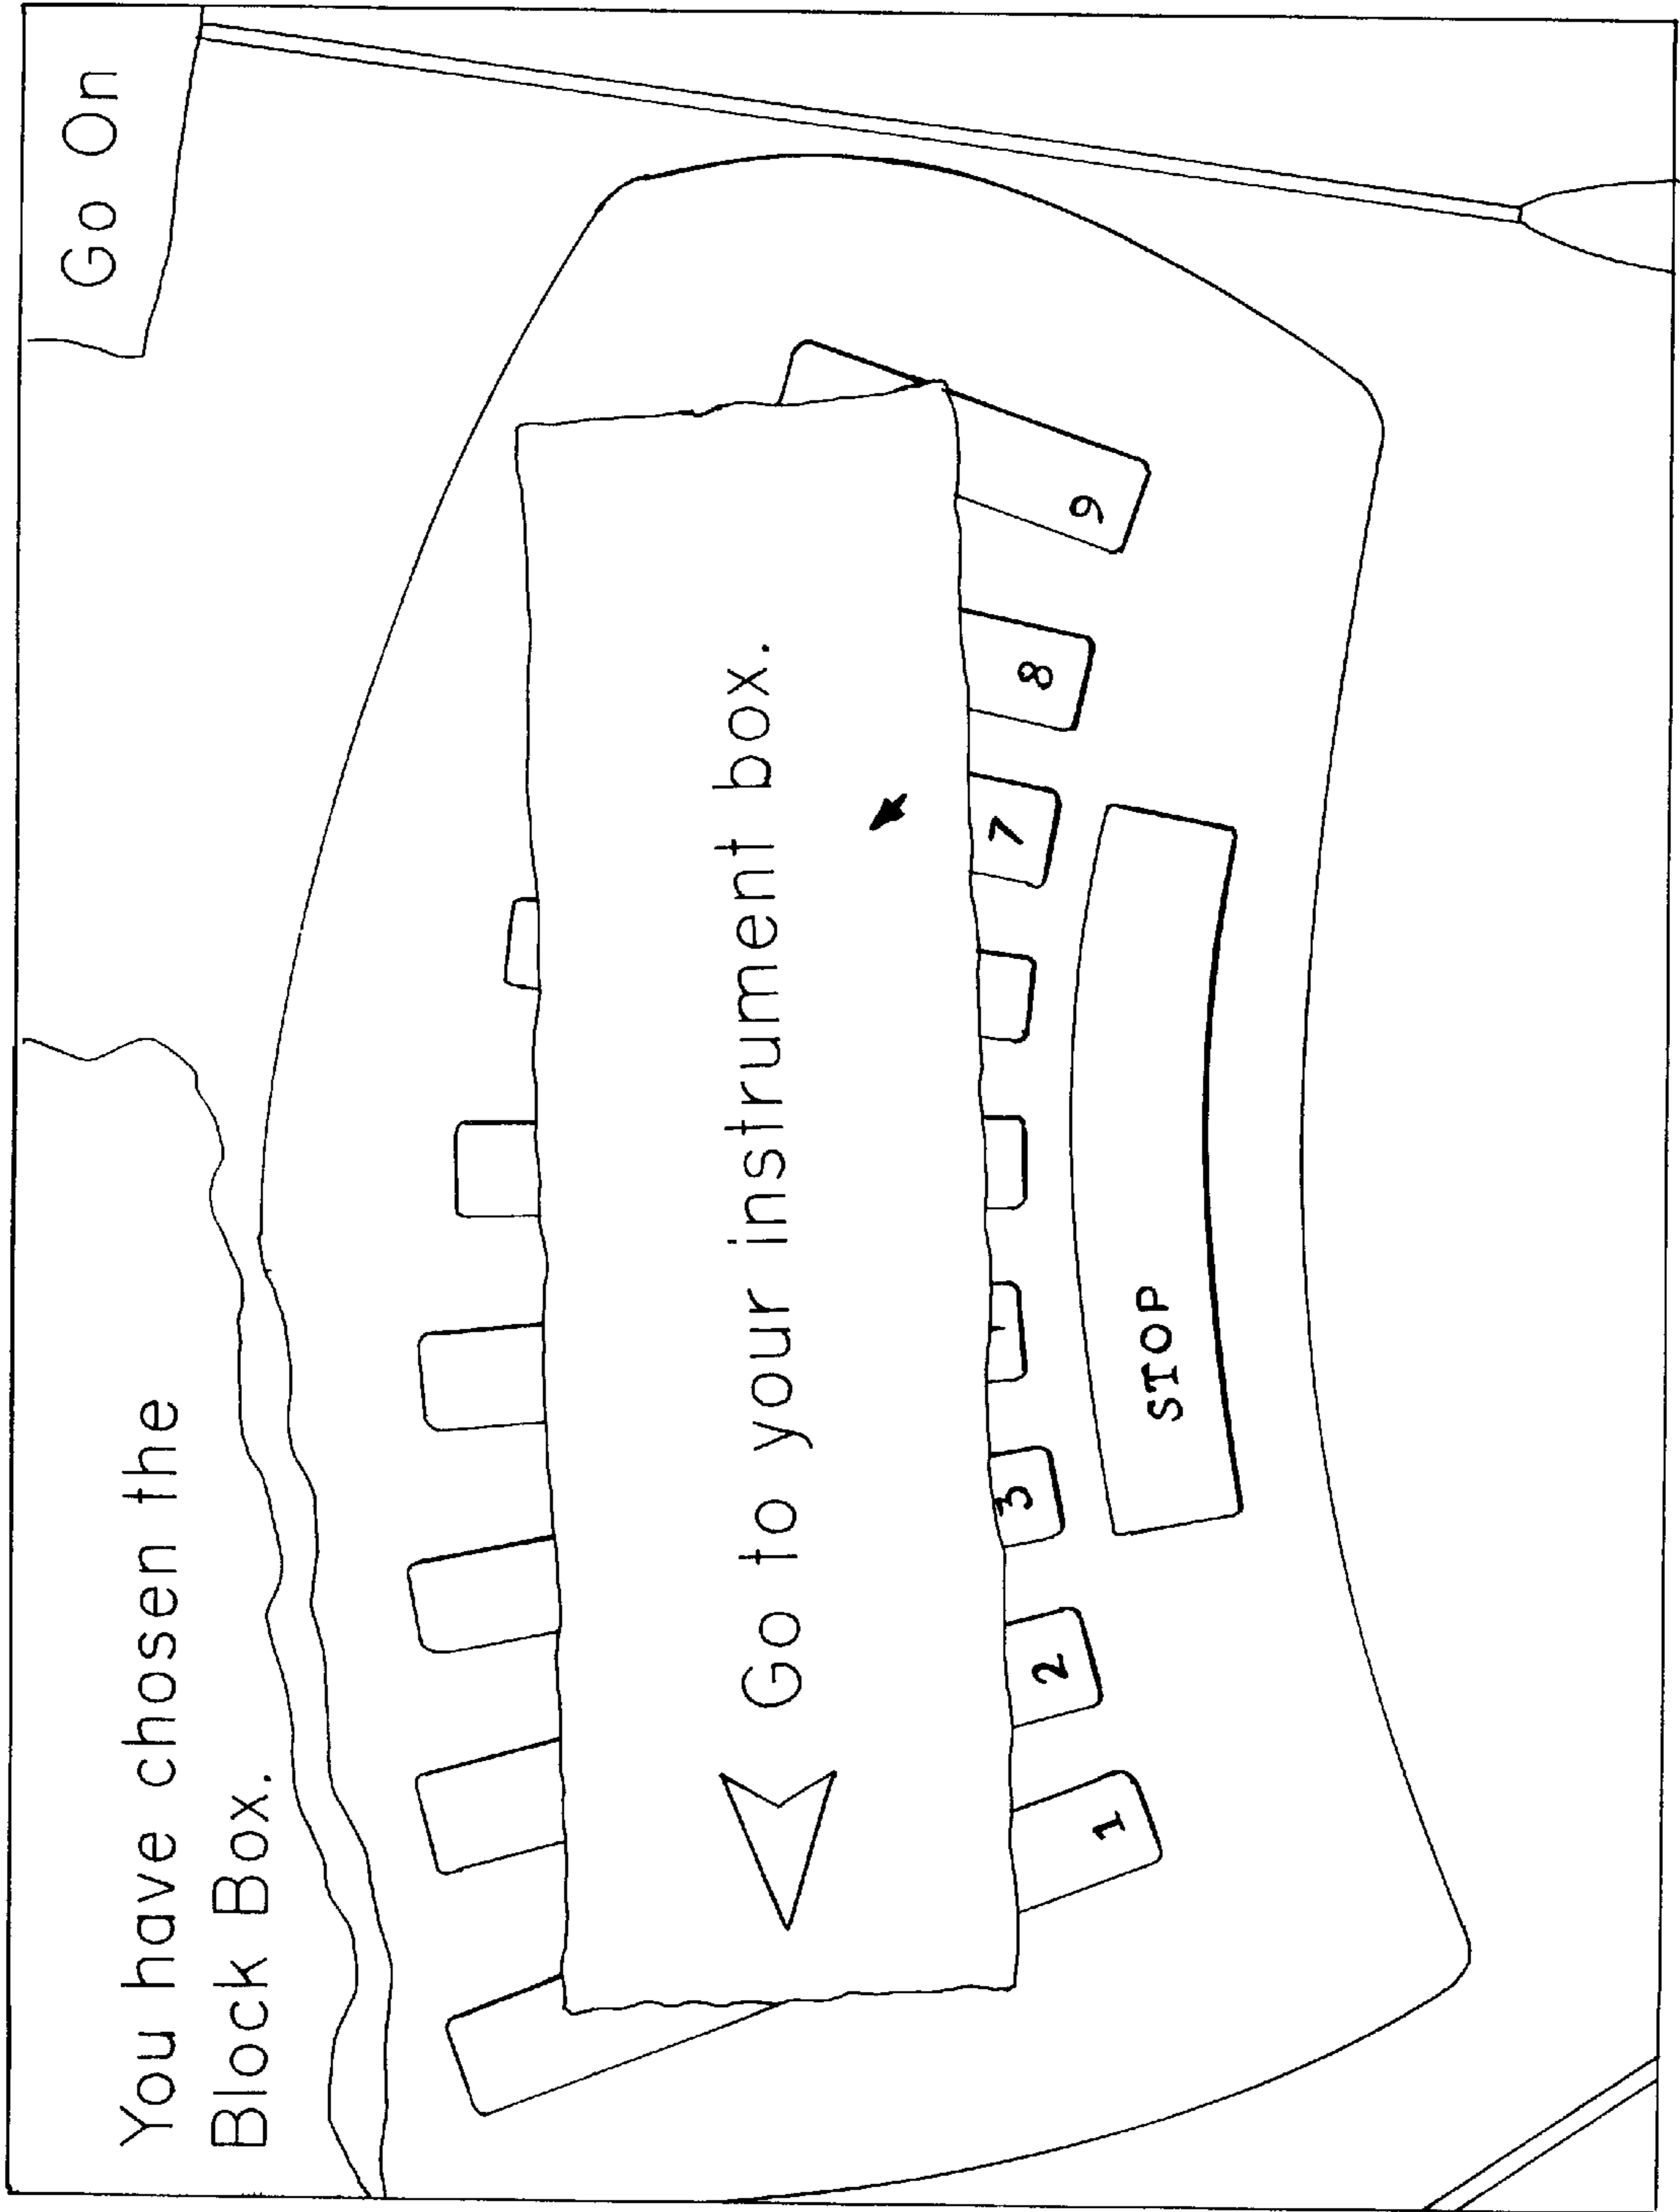 You have chosen the
Block Box.
Go On
Go to your instrument box.
1
2
3
7
8
9
STOP